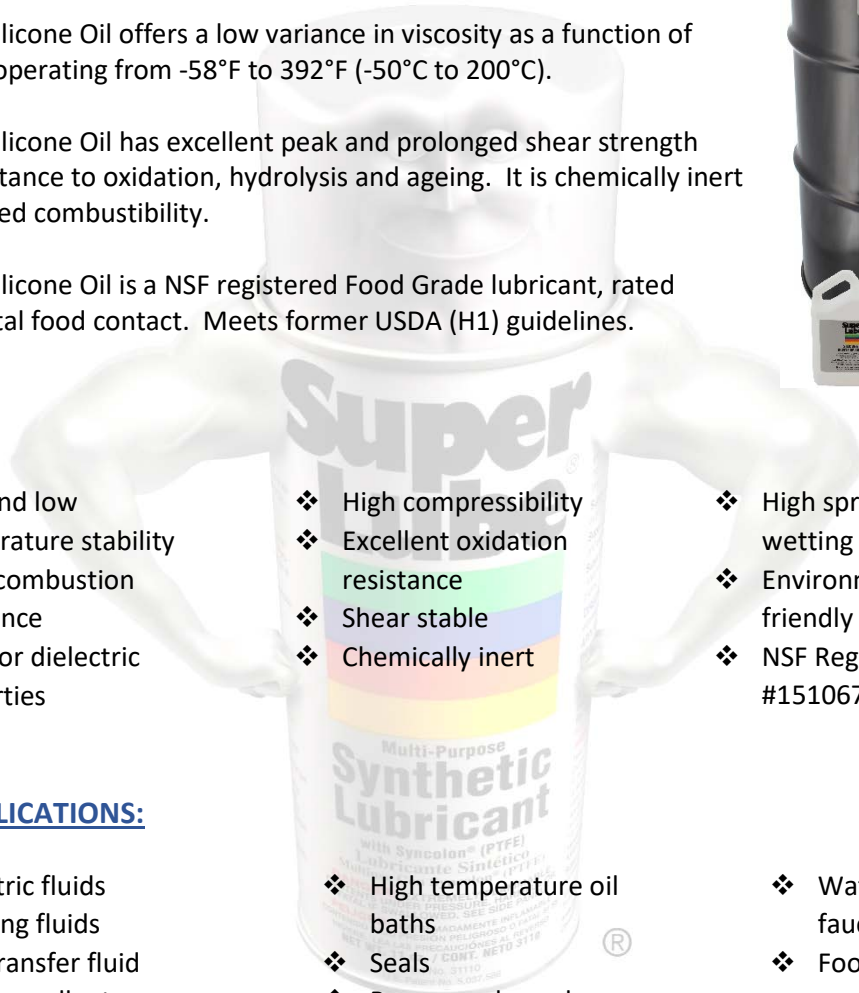 licone Oil offers a low variance in viscosity as a function of
operating from -58°F to 392°F (-50°C to 200°C).
licone Oil has excellent peak and prolonged shear strength
tance to oxidation, hydrolysis and ageing. It is chemically inert
ed combustibility.
licone Oil is a NSF registered Food Grade lubricant, rated
tal food contact. Meets former USDA (H1) guidelines.
Super
Lube
®
nd low
rature stability
combustion
nce
or dielectric
rties
❖ High compressibility
❖ Excellent oxidation
resistance
❖ Shear stable
❖ Chemically inert
❖ High spr
wetting
❖ Environ
friendly
❖ NSF Reg
#151067
Multi-Purpose
Synthetic
Lubricant
with Syncolon® (PTFE)
Lubricante Sintético
LICATIONS:
tric fluids
ng fluids
ransfer fluid
❖ High temperature oil
baths
❖ Seals
❖ Wa
fauc
❖ Foo
®